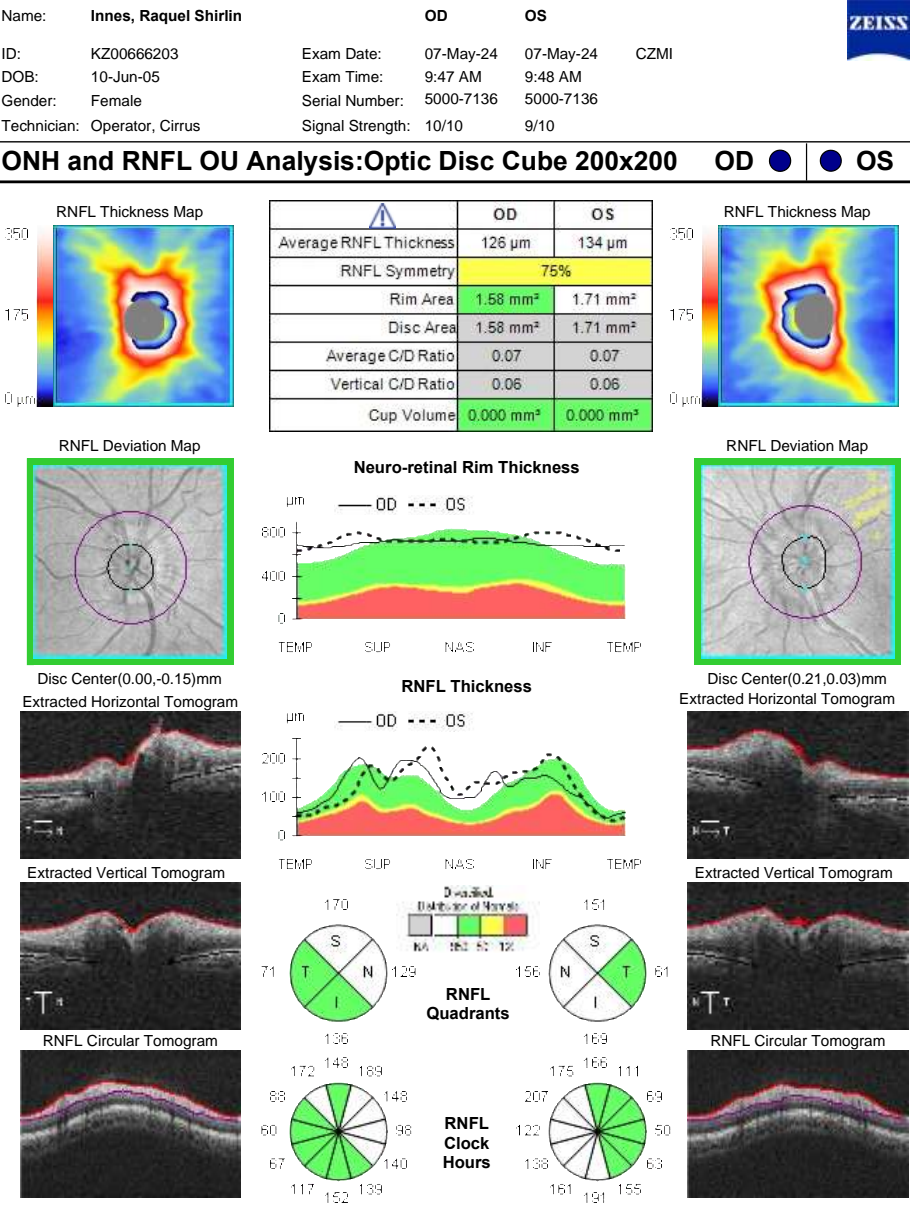 Name: Innes, Raquel Shirlin OD OS
ZEISS
ID: KZ00666203 Exam Date: 07-May-24 07-May-24 CZMI
DOB: 10-Jun-05 Exam Time: 9:47 AM 9:48 AM
Gender: Female Serial Number: 5000-7136 5000-7136
Technician: Operator, Cirrus Signal Strength: 10/10 9/10
ONH and RNFL OU Analysis:Optic Disc Cube 200x200 OD OS
RNFL Thickness Map
350
175
0 µm
OD OS
Average RNFL Thickness 126 µm 134 µm
RNFL Symmetry 75%
Rim Area 1.58 mm² 1.71 mm²
Disc Area 1.58 mm² 1.71 mm²
Average C/D Ratio 0.07 0.07
Vertical C/D Ratio 0.06 0.06
Cup Volume 0.000 mm³ 0.000 mm³
RNFL Thickness Map
350
175
0 µm
RNFL Deviation Map
Disc Center(0.00,-0.15)mm
Neuro-retinal Rim Thickness
µm OD OS
800
400
0
TEMP SUP NAS INF TEMP
RNFL Deviation Map
Disc Center(0.21,0.03)mm
Extracted Horizontal Tomogram
T N
RNFL Thickness
µm OD OS
200
100
0
TEMP SUP NAS INF TEMP
Extracted Horizontal Tomogram
N T
Extracted Vertical Tomogram
Diversified:
Distribution of Normals
NA 95% 5% 1%
170
S
71 T N 129
I
136
RNFL
Quadrants
151
S
156 N T 61
I
169
Extracted Vertical Tomogram
RNFL Circular Tomogram
172 148 189
88 148
60 98
67 140
117 152 139
RNFL
Clock
Hours
175 166 111
207 69
122 50
138 63
161 191 155
RNFL Circular Tomogram